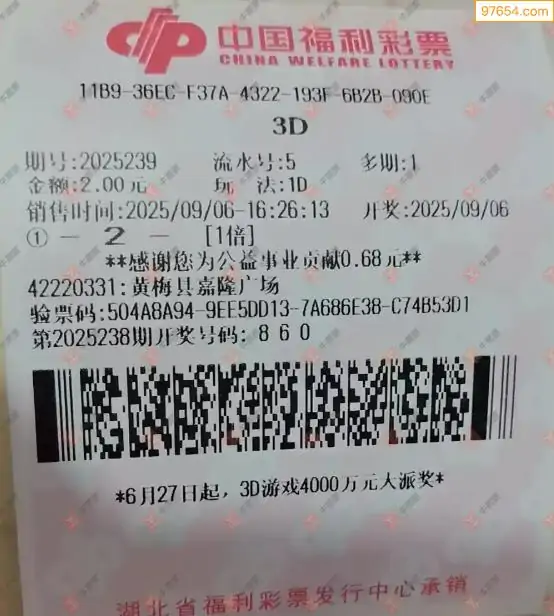 97654.com
中国福利彩票
CHINA WELFARE LOTTERY
11B9-36EC-F37A-4322-193F-6B2B-090E
3D
期号:2025239 流水号:5 多期:1
金额:2.00元 玩 法:1D
销售时间:2025/09/06-16:26:13 开奖:2025/09/06
① — 2 — [1倍]
**感谢您为公益事业贡献0.68元**
42220331:黄梅县嘉隆广场
验票码:504A8A94-9EE5DD13-7A686E38-C74B53D1
第2025238期开奖号码: 8 6 0
*6月27日起，3D游戏4000万元大派奖*
湖北省福利彩票发行中心承销